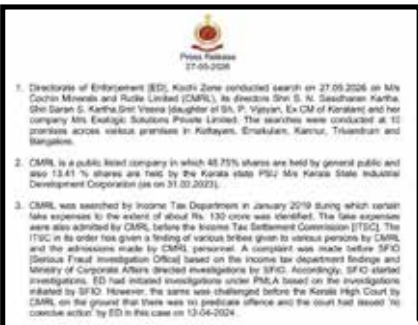 Press Release
27-05-2026
1. Directorate of Enforcement [ED], Kochi Zone conducted search on 27.05.2026 on M/s
Cochin Minerals and Rutile Limited (CMRL), its directors Shri S. N. Sasidharan Kartha,
Shri Saran S. Kartha, Smt Veena [daughter of Sh. P. Vijayan, Ex CM of Kerala] and her
company M/s Exalogic Solutions Private Limited. The searches were conducted at 10
premises across various premises in Kottayam, Ernakulam, Kannur, Trivandrum and
Bangalore.
2. CMRL is a public listed company in which 48.75% shares are held by general public and
also 13.41 % shares are held by the Kerala state PSU M/s Kerala State Industrial
Development Corporation (as on 31.03.2023).
3. CMRL was searched by Income Tax Department in January 2019 during which certain
fake expenses to the extent of about Rs. 130 crore was identified. The fake expenses
were also admitted by CMRL before the Income Tax Settlement Commission [ITSC]. The
ITSC in its order has given a finding of various bribes given to various persons by CMRL
and the admissions made by CMRL personnel. A complaint was made before SFIO
[Serious Fraud Investigation Office] based on the income tax department findings and
Ministry of Corporate Affairs directed investigations by SFIO. Accordingly, SFIO started
investigations. ED had initiated investigations under PMLA based on the investigations
initiated by SFIO. However, the same was challenged before the Kerala High Court by
CMRL on the ground that there was no predicate offence and the court had issued 'no
coercive action' by ED in this case on 12-04-2024.